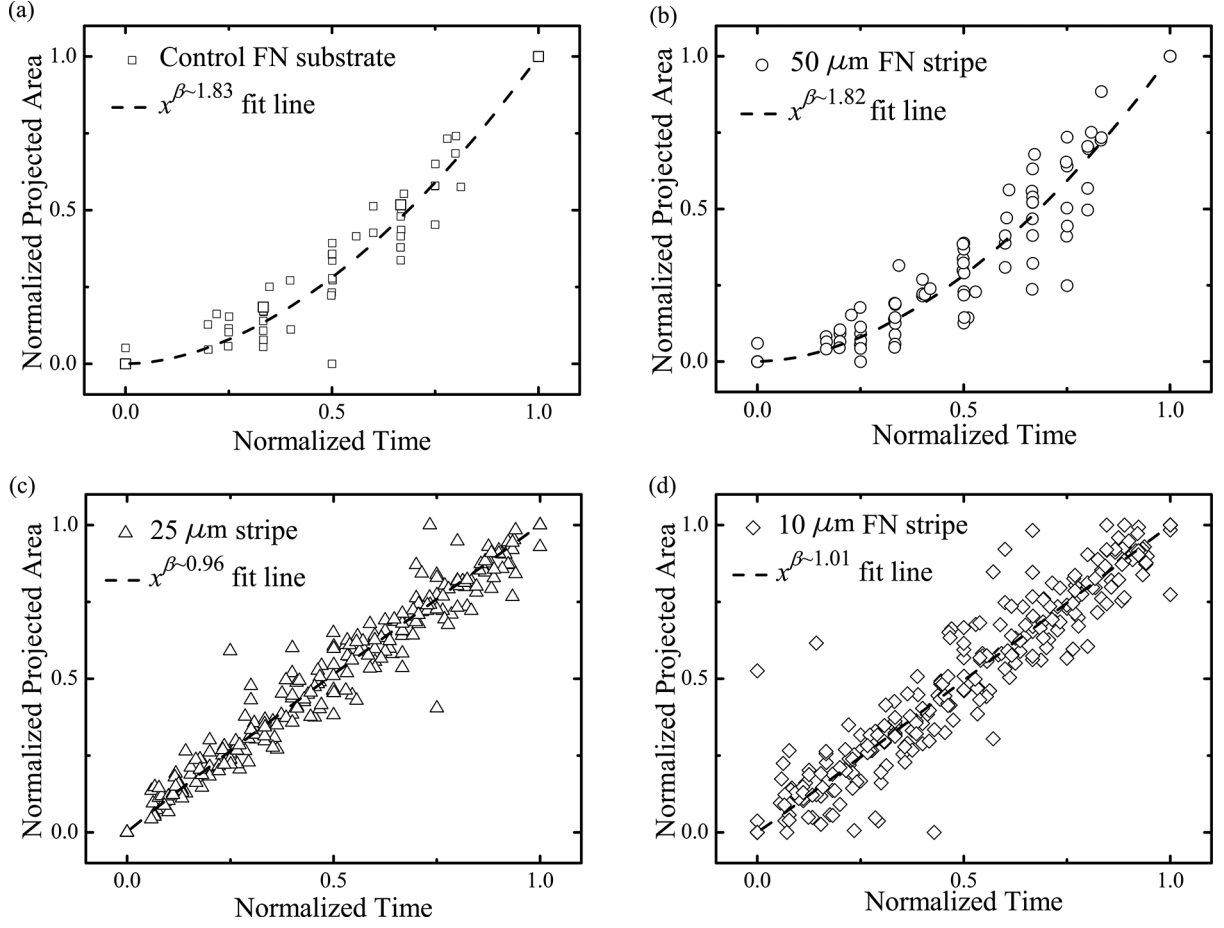 (a)
Control FN substrate
x^β~1.83 fit line
Normalized Projected Area
1.0
0.5
0.0
0.0 0.5 1.0
Normalized Time
(b)
50 μm FN stripe
x^β~1.82 fit line
Normalized Projected Area
1.0
0.5
0.0
0.0 0.5 1.0
Normalized Time
(c)
25 μm stripe
x^β~0.96 fit line
Normalized Projected Area
1.0
0.5
0.0
0.0 0.5 1.0
Normalized Time
(d)
10 μm FN stripe
x^β~1.01 fit line
Normalized Projected Area
1.0
0.5
0.0
0.0 0.5 1.0
Normalized Time